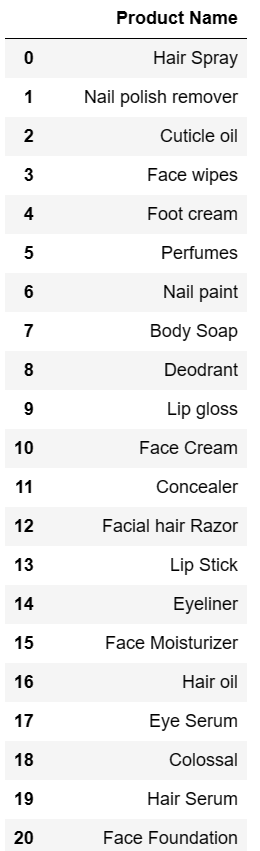 Product Name
0 Hair Spray
1 Nail polish remover
2 Cuticle oil
3 Face wipes
4 Foot cream
5 Perfumes
6 Nail paint
7 Body Soap
8 Deodrant
9 Lip gloss
10 Face Cream
11 Concealer
12 Facial hair Razor
13 Lip Stick
14 Eyeliner
15 Face Moisturizer
16 Hair oil
17 Eye Serum
18 Colossal
19 Hair Serum
20 Face Foundation